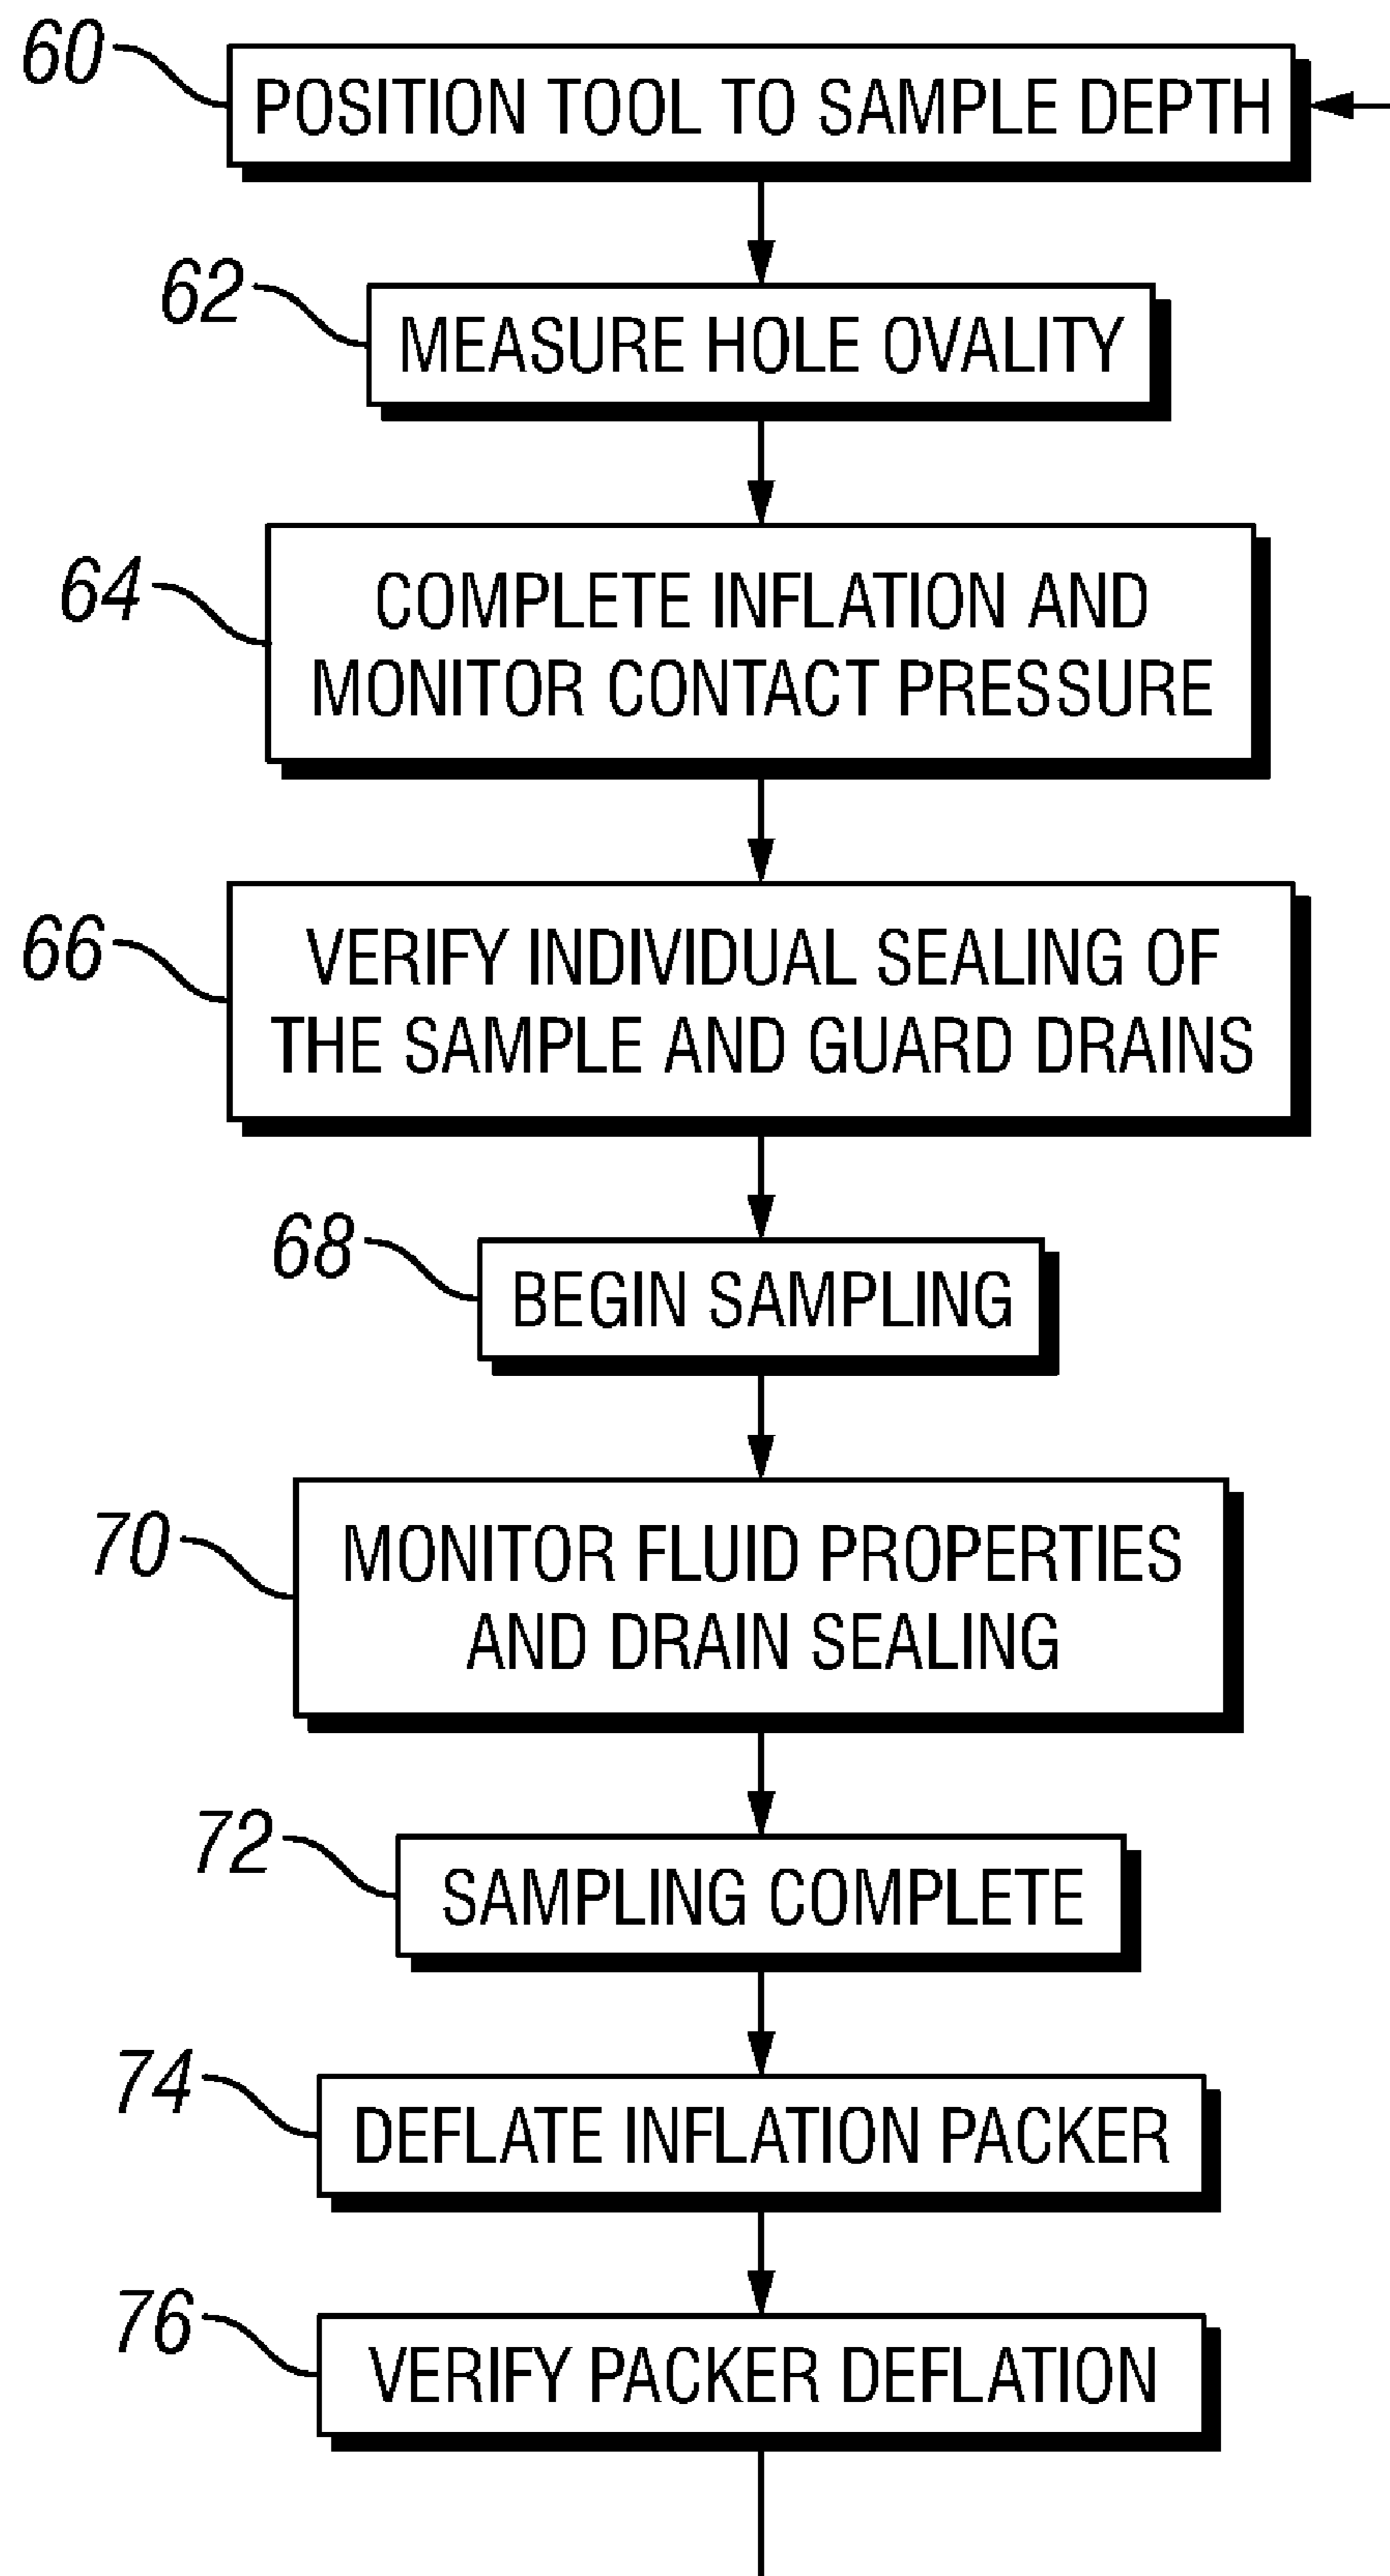 60
POSITION TOOL TO SAMPLE DEPTH
62
MEASURE HOLE OVALITY
64
COMPLETE INFLATION AND
MONITOR CONTACT PRESSURE
66
VERIFY INDIVIDUAL SEALING OF
THE SAMPLE AND GUARD DRAINS
68
BEGIN SAMPLING
70
MONITOR FLUID PROPERTIES
AND DRAIN SEALING
72
SAMPLING COMPLETE
74
DEFLATE INFLATION PACKER
76
VERIFY PACKER DEFLATION